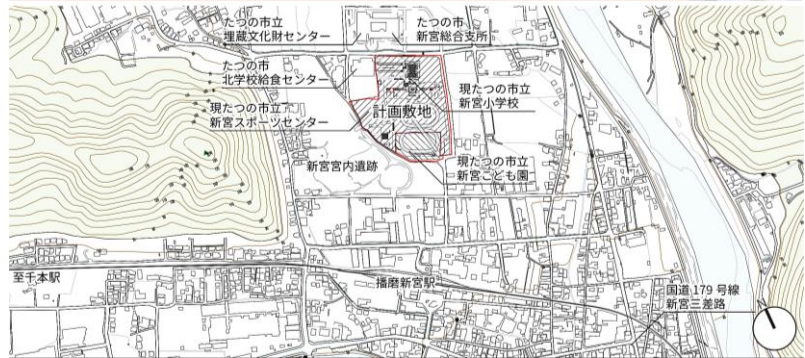 たつの市立
埋蔵文化財センター
たつの市
新宮総合支所
たつの市
北学校給食センター
現たつの市立
新宮小学校
現たつの市立
新宮スポーツセンター
計画敷地
新宮宮内遺跡
現たつの市立
新宮こども園
至千本駅
播磨新宮駅
国道 179 号線
新宮三差路
N